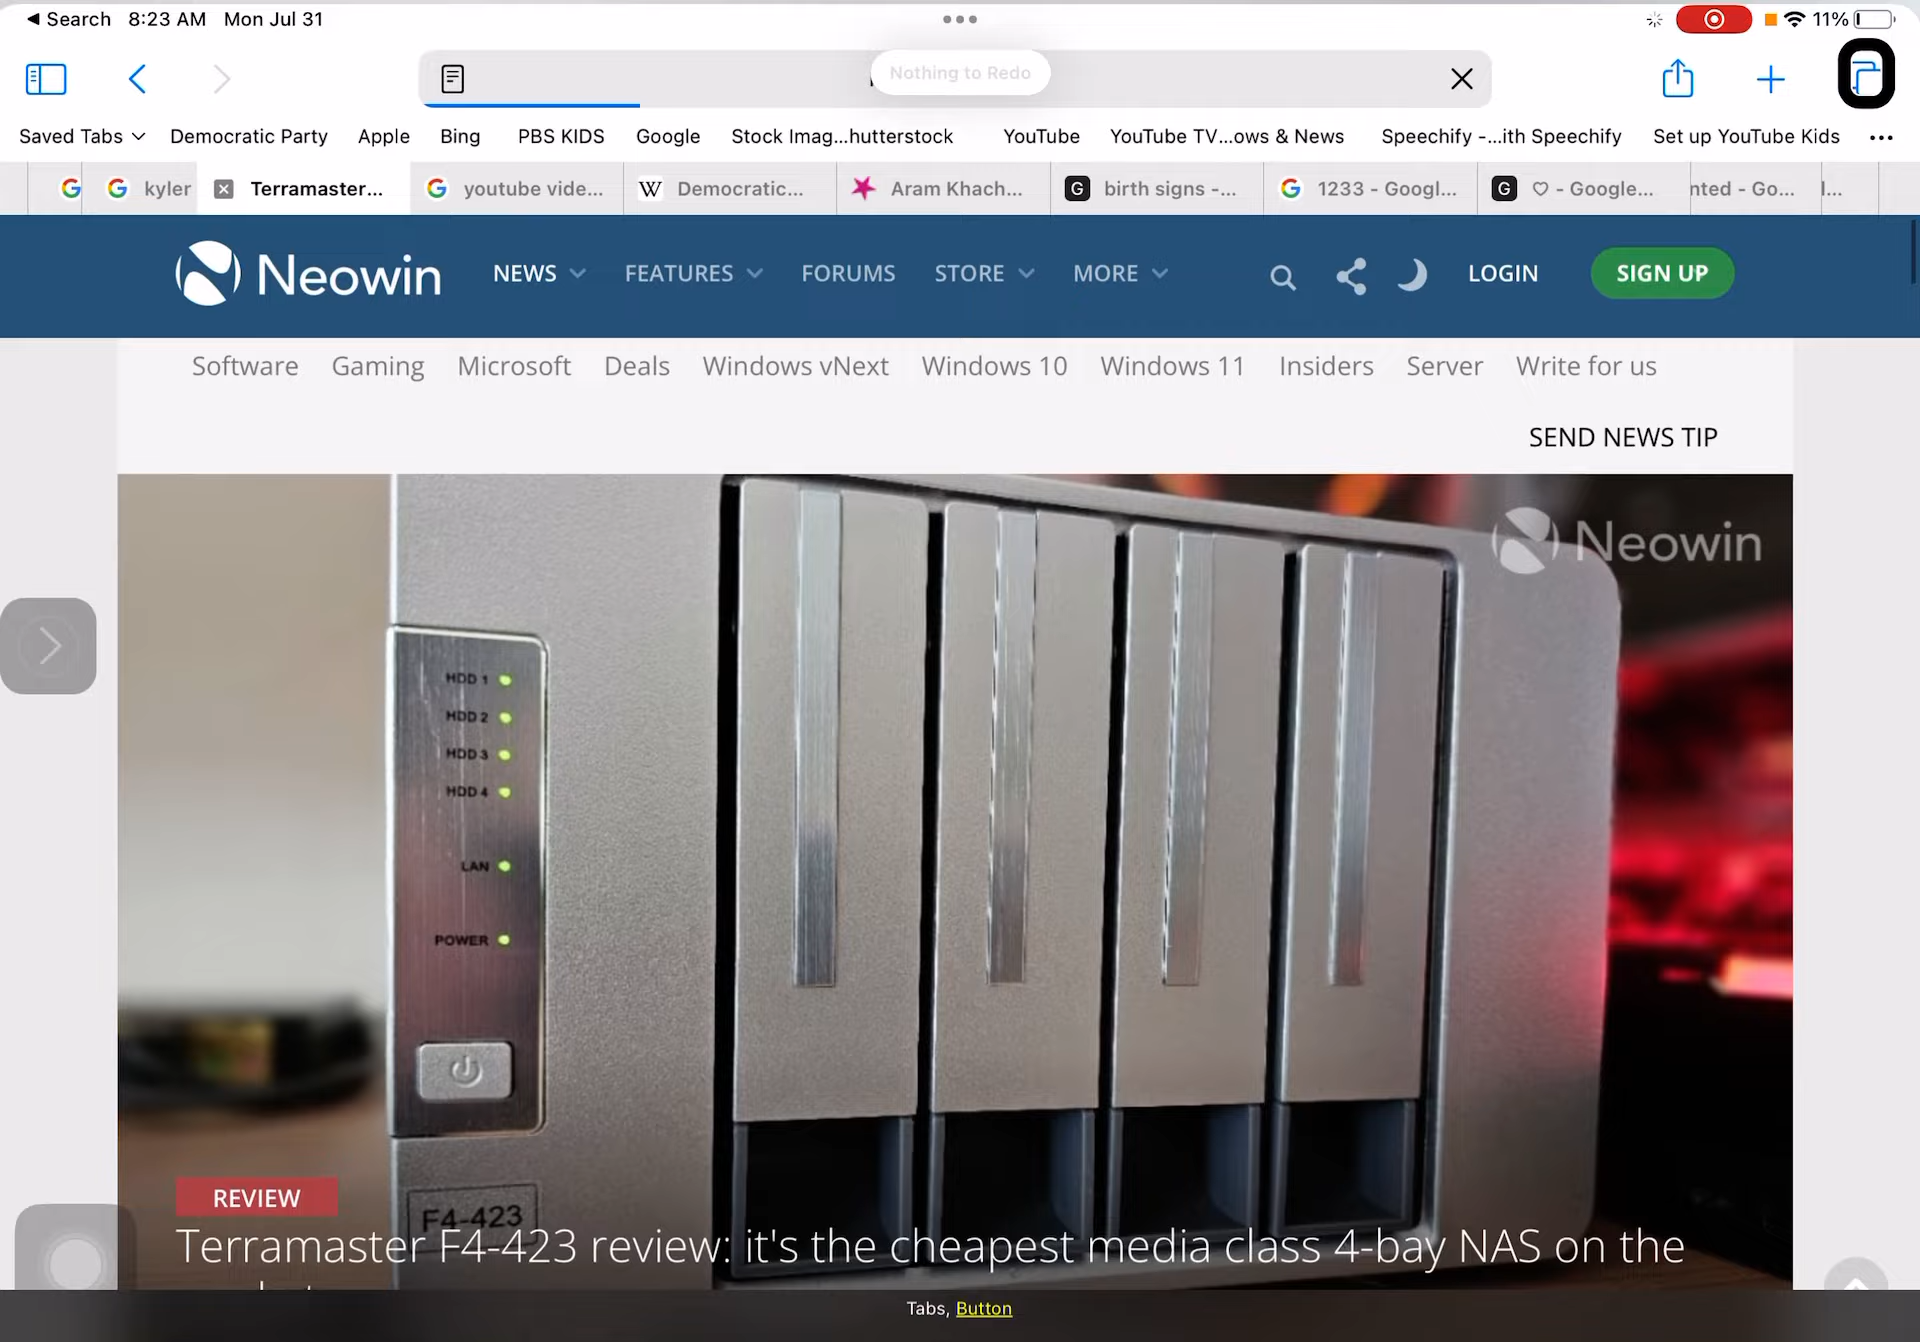 ◀ Search 8:23 AM Mon Jul 31
11%
Nothing to Redo
Saved Tabs Democratic Party Apple Bing PBS KIDS Google Stock Imag...hutterstock YouTube YouTube TV...ows & News Speechify -...ith Speechify Set up YouTube Kids
kyler Terramaster... youtube vide... Democratic... Aram Khach... birth signs -... 1233 - Googl... ♡ - Google... nted - Go... l...
Neowin NEWS FEATURES FORUMS STORE MORE LOGIN SIGN UP
Software Gaming Microsoft Deals Windows vNext Windows 10 Windows 11 Insiders Server Write for us
SEND NEWS TIP
Neowin
HDD 1
HDD 2
HDD 3
HDD 4
LAN
POWER
REVIEW
F4-423
Terramaster F4-423 review: it's the cheapest media class 4-bay NAS on the
Tabs, Button